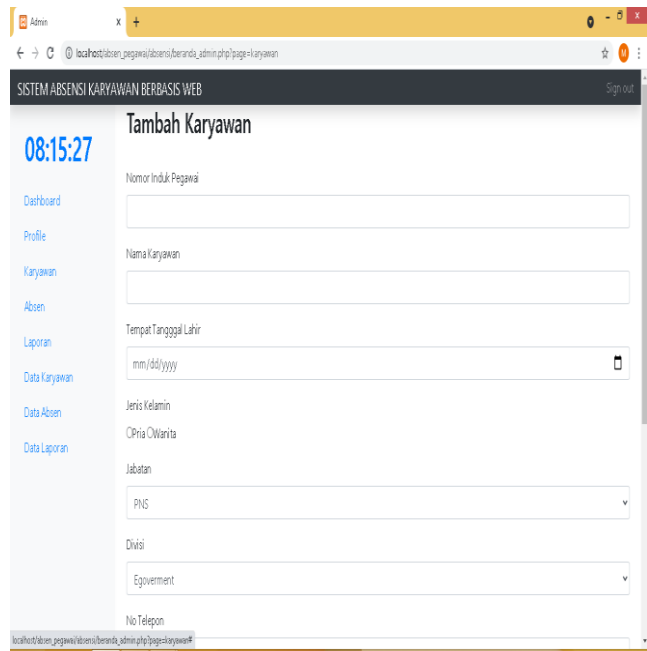 Admin
localhost/absen_pegawai/absensi/beranda_admin.php?page=karyawan
M
SISTEM ABSENSI KARYAWAN BERBASIS WEB
Sign out
08:15:27
Dashboard
Profile
Karyawan
Absen
Laporan
Data Karyawan
Data Absen
Data Laporan
Tambah Karyawan
Nomor Induk Pegawai
Nama Karyawan
Tempat Tangggal Lahir
mm/dd/yyyy
Jenis Kelamin
Pria Wanita
Jabatan
PNS
Divisi
Egoverment
No Telepon
localhost/absen_pegawai/absensi/beranda_admin.php?page=karyawan#